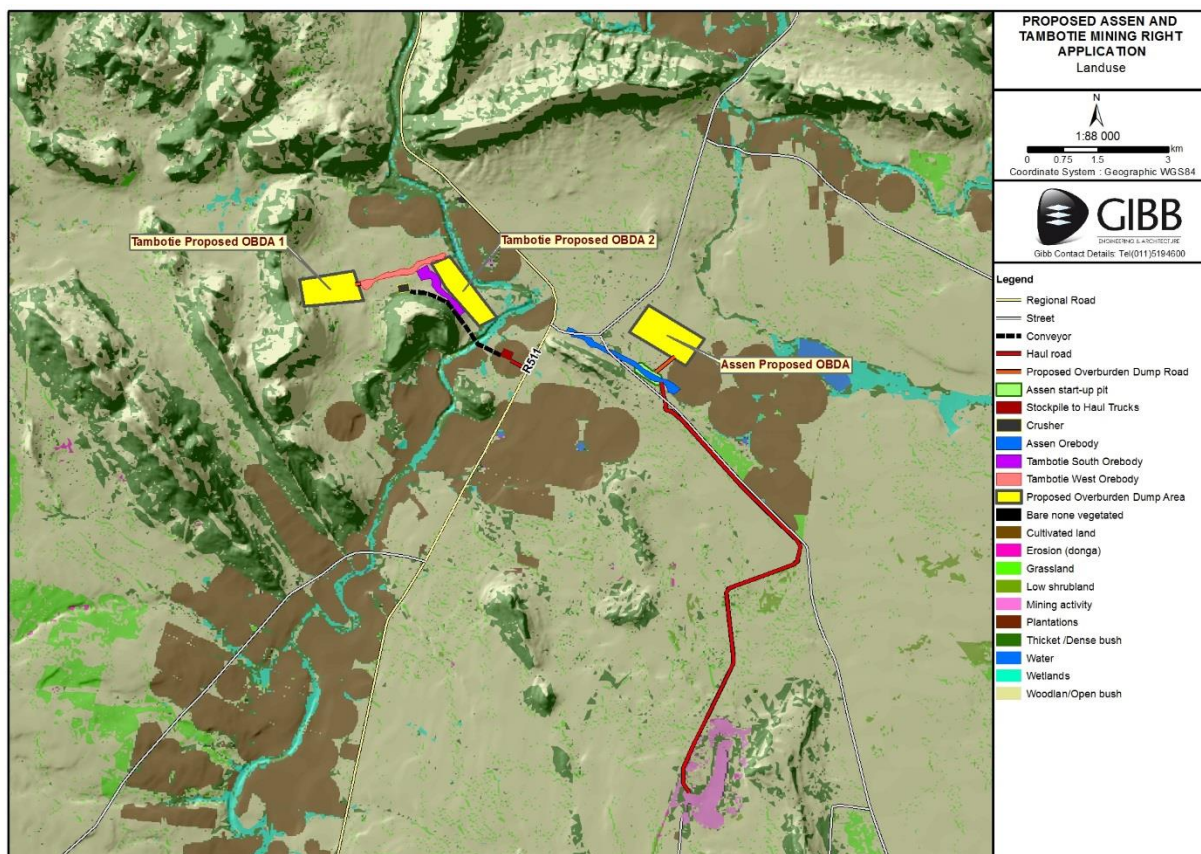 PROPOSED ASSEN AND
TAMBOTIE MINING RIGHT
APPLICATION
Landuse
N
1:88 000
km
0 0.75 1.5 3
Coordinate System : Geographic WGS84
GIBB
ENGINEERING & ARCHITECTURE
Gibb Contact Details: Tel(011)5194600
Legend
Regional Road
Street
Conveyor
Haul road
Proposed Overburden Dump Road
Assen start-up pit
Stockpile to Haul Trucks
Crusher
Assen Orebody
Tambotie South Orebody
Tambotie West Orebody
Proposed Overburden Dump Area
Bare none vegetated
Cultivated land
Erosion (donga)
Grassland
Low shrubland
Mining activity
Plantations
Thicket /Dense bush
Water
Wetlands
Woodlan/Open bush
Tambotie Proposed OBDA 1
Tambotie Proposed OBDA 2
Assen Proposed OBDA
R511